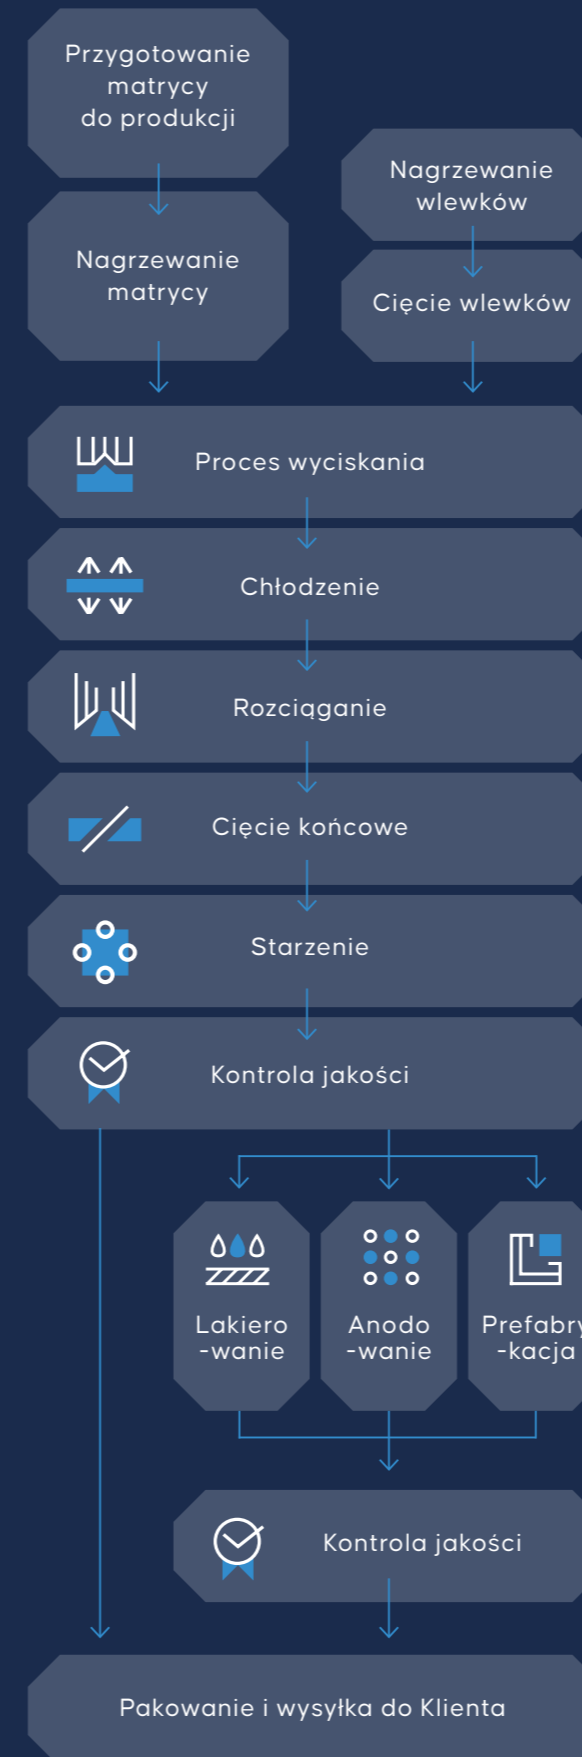 Przygotowanie
matrycy
do produkcji
Nagrzewanie
matrycy
Nagrzewanie
wlewków
Cięcie wlewków
Proces wyciskania
Chłodzenie
Rozciąganie
Cięcie końcowe
Starzenie
Kontrola jakości
Lakiero
-wanie
Anodo
-wanie
Prefabry
-kacja
Kontrola jakości
Pakowanie i wysyłka do Klienta